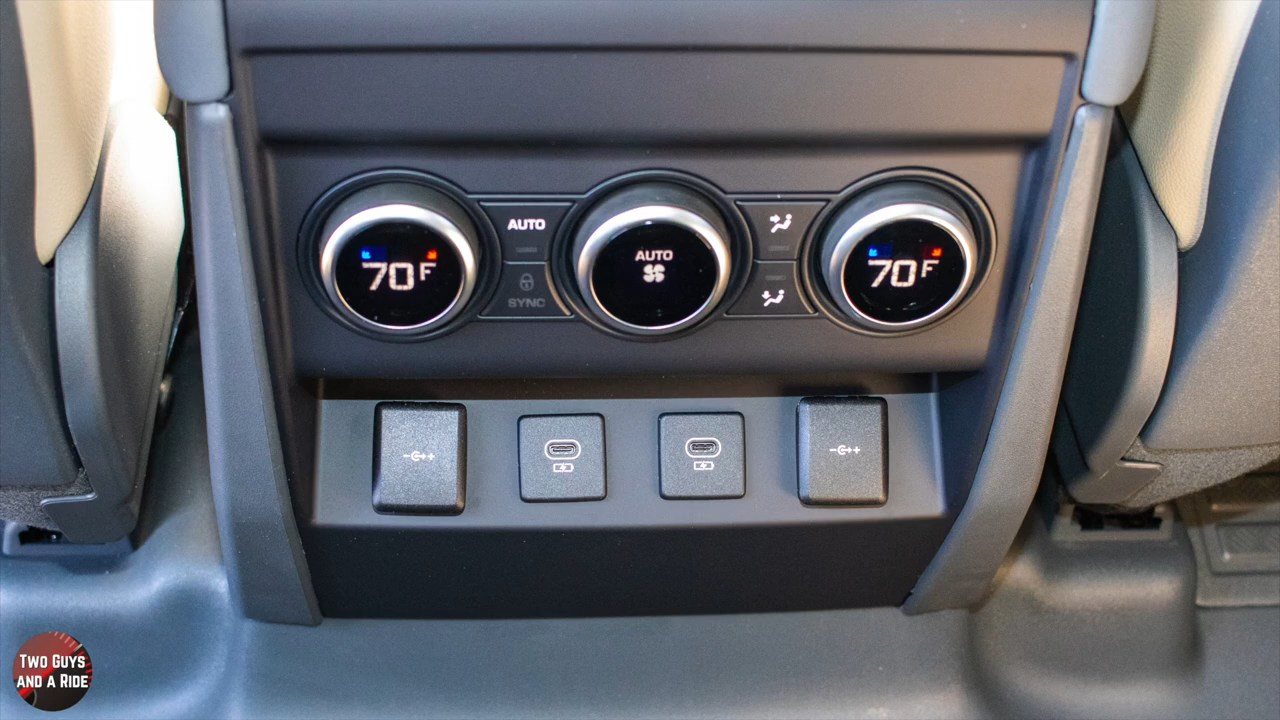 AUTO
SYNC
70F
AUTO
70F
TWO GUYS
AND A RIDE